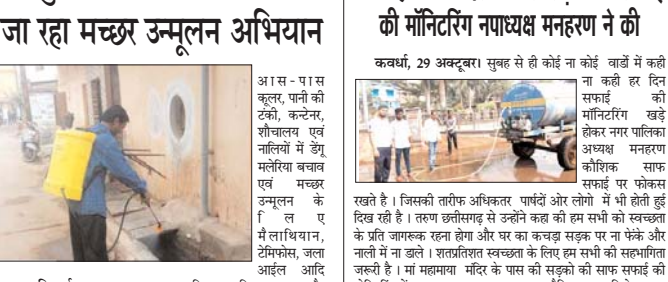 जा रहा मच्छर उन्मूलन अभियान
आस-पास
कूलर, पानी की
टंकी, कन्टेनर,
शौचालय एवं
नालियों में डेंगू
मलेरिया बचाव
एवं मच्छर
उन्मूलन के
लिए
मैलाथियान,
टेमिफोस, जला
आईल आदि
की मॉनिटरिंग नपाध्यक्ष मनहरण ने की
कवर्धा, 29 अक्टूबर। सुबह से ही कोई ना कोई वार्डों में कही
ना कही हर दिन
सफाई की
मॉनिटरिंग खड़े
होकर नगर पालिका
अध्यक्ष मनहरण
कौशिक साफ
सफाई पर फोकस
रखते है । जिसकी तारीफ अधिकतर पार्षदों ओर लोगो में भी होती हुई
दिख रही है । तरुण छत्तीसगढ़ से उन्होंने कहा की हम सभी को स्वच्छता
के प्रति जागरूक रहना होगा और घर का कचड़ा सड़क पर ना फेंके और
नाली में ना डाले । शतप्रतिशत स्वच्छता के लिए हम सभी की सहभागिता
जरूरी है । मां महामाया मंदिर के पास की सड़को की साफ सफाई की